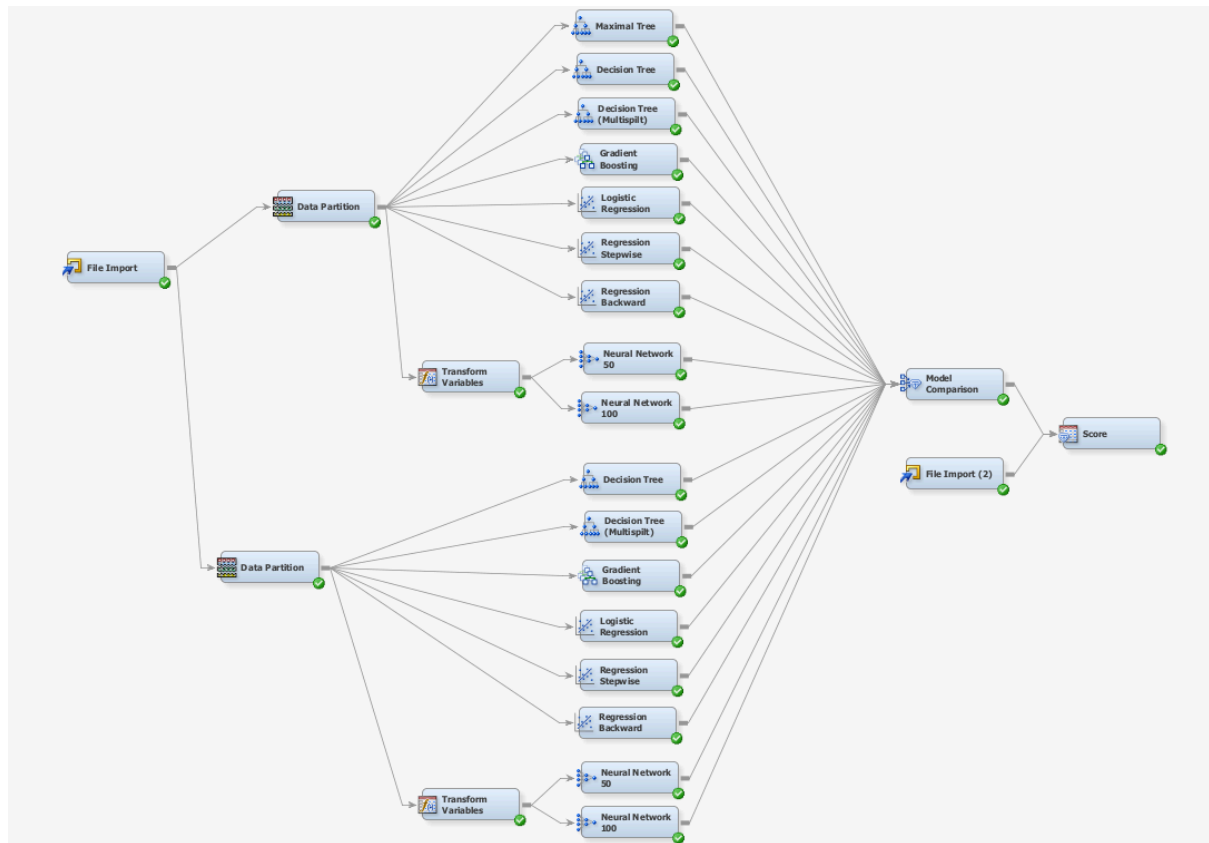 Maximal Tree
Decision Tree
Decision Tree
(Multispilt)
Gradient
Boosting
Logistic
Regression
Data Partition
Regression
Stepwise
File Import
Regression
Backward
Neural Network
50
Transform
Variables
Neural Network
100
Model
Comparison
Score
File Import (2)
Decision Tree
Decision Tree
(Multispilt)
Data Partition
Gradient
Boosting
Logistic
Regression
Regression
Stepwise
Regression
Backward
Neural Network
50
Transform
Variables
Neural Network
100